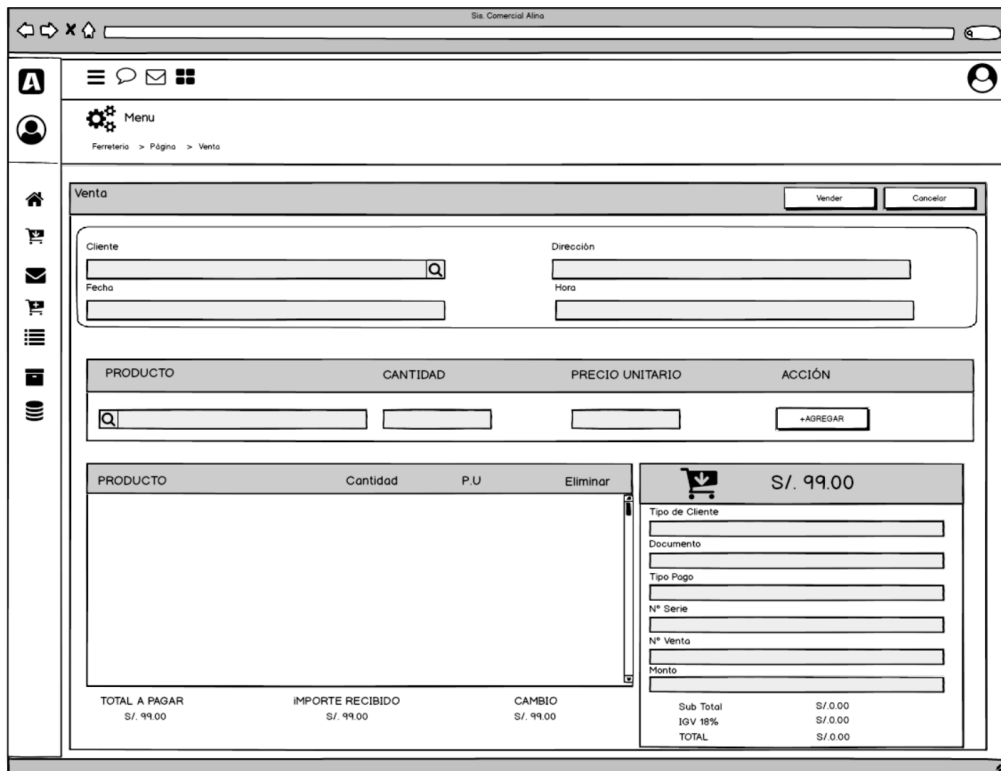 Sis. Comercial Alina
A
Menu
Ferreteria > Página > Venta
Venta Vender Cancelar
Cliente Dirección
Fecha Hora
PRODUCTO CANTIDAD PRECIO UNITARIO ACCIÓN
+AGREGAR
PRODUCTO Cantidad P.U Eliminar
S/. 99.00
Tipo de Cliente
Documento
Tipo Pago
N° Serie
N° Venta
Monto
TOTAL A PAGAR iMPORTE RECIBIDO CAMBIO
S/. 99.00 S/. 99.00 S/. 99.00
Sub Total S/.0.00
IGV 18% S/.0.00
TOTAL S/.0.00